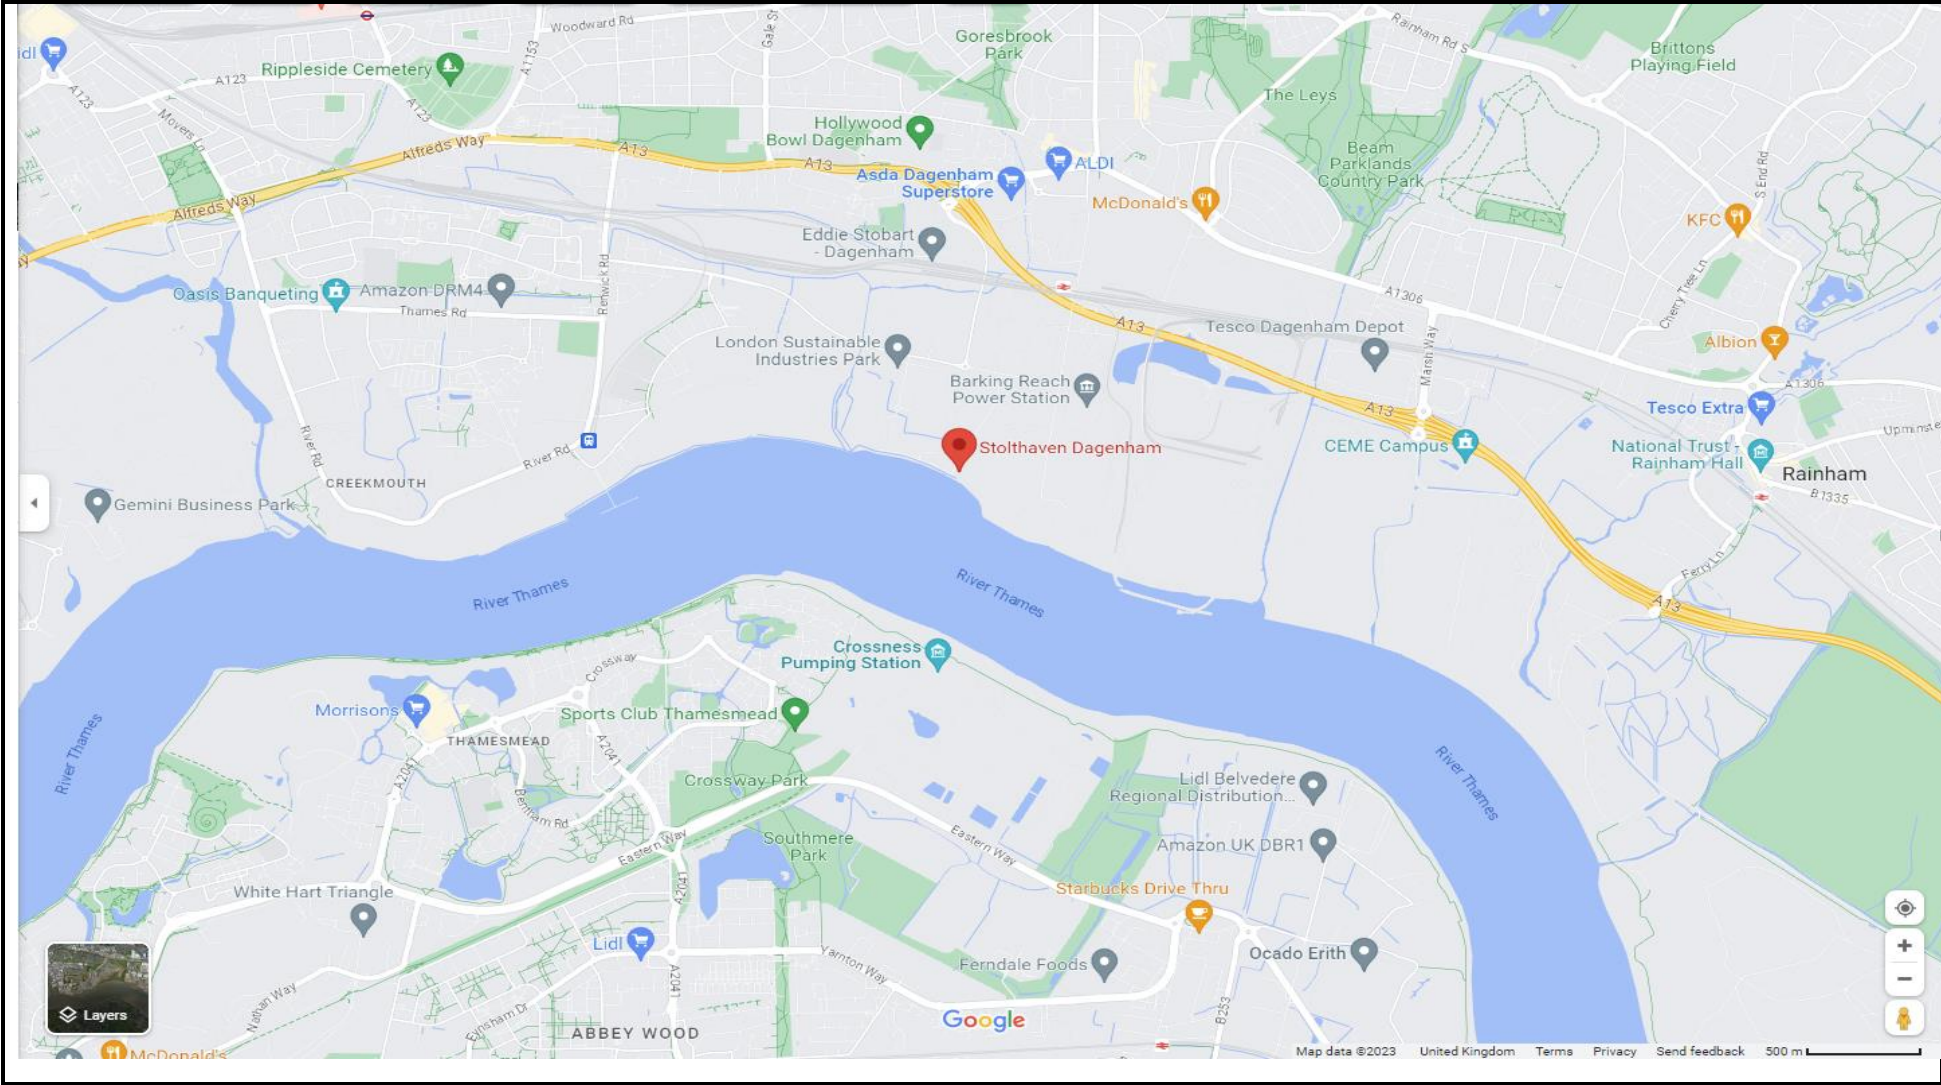 Woodward Rd
Gale St
Goresbrook
Park
Rainham Rd S
Brittons
Playing Field
idl
Rippleside Cemetery
A123
A1153
A123
A123
Movers Ln
The Leys
Hollywood
Bowl Dagenham
Alfreds Way
A13
A13
ALDI
Beam
Parklands
Country Park
S End Rd
Asda Dagenham
Superstore
McDonald's
Alfreds Way
KFC
Eddie Stobart
- Dagenham
Renwick Rd
Oasis Banqueting
Amazon DRM4
Thames Rd
A1306
Cherry Tree Ln
A13
Tesco Dagenham Depot
London Sustainable
Industries Park
Marsh Way
Albion
Barking Reach
Power Station
A1306
A13
Tesco Extra
Upminste
River Rd
River Rd
Stolthaven Dagenham
CEME Campus
National Trust -
Rainham Hall
Rainham
CREEKMOUTH
B1335
Gemini Business Park
Ferry Ln
River Thames
River Thames
A13
Crossness
Pumping Station
Crossway
Morrisons
Sports Club Thamesmead
THAMESMEAD
River Thames
A2041
A2041
River Thames
Crossway Park
Lidl Belvedere
Regional Distribution...
Bentham Rd
Eastern Way
Southmere
Park
Eastern Way
Amazon UK DBR1
White Hart Triangle
A2041
Starbucks Drive Thru
Lidl
Yarnton Way
Ferndale Foods
Ocado Erith
A2041
Nathan Way
Eynsham Dr
B253
Layers
ABBEY WOOD
Google
McDonald's
Map data ©2023
United Kingdom
Terms
Privacy
Send feedback
500 m